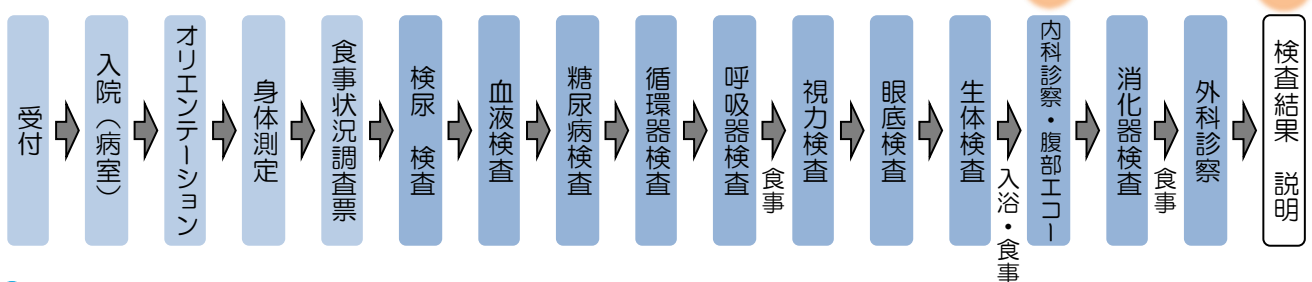 受付
入院（病室）
オリエンテーション
身体測定
食事状況調査票
検尿　検査
血液検査
糖尿病検査
循環器検査
呼吸器検査
食事
視力検査
眼底検査
生体検査
入浴・食事
内科診察・腹部エコー
消化器検査
食事
外科診察
検査結果　説明